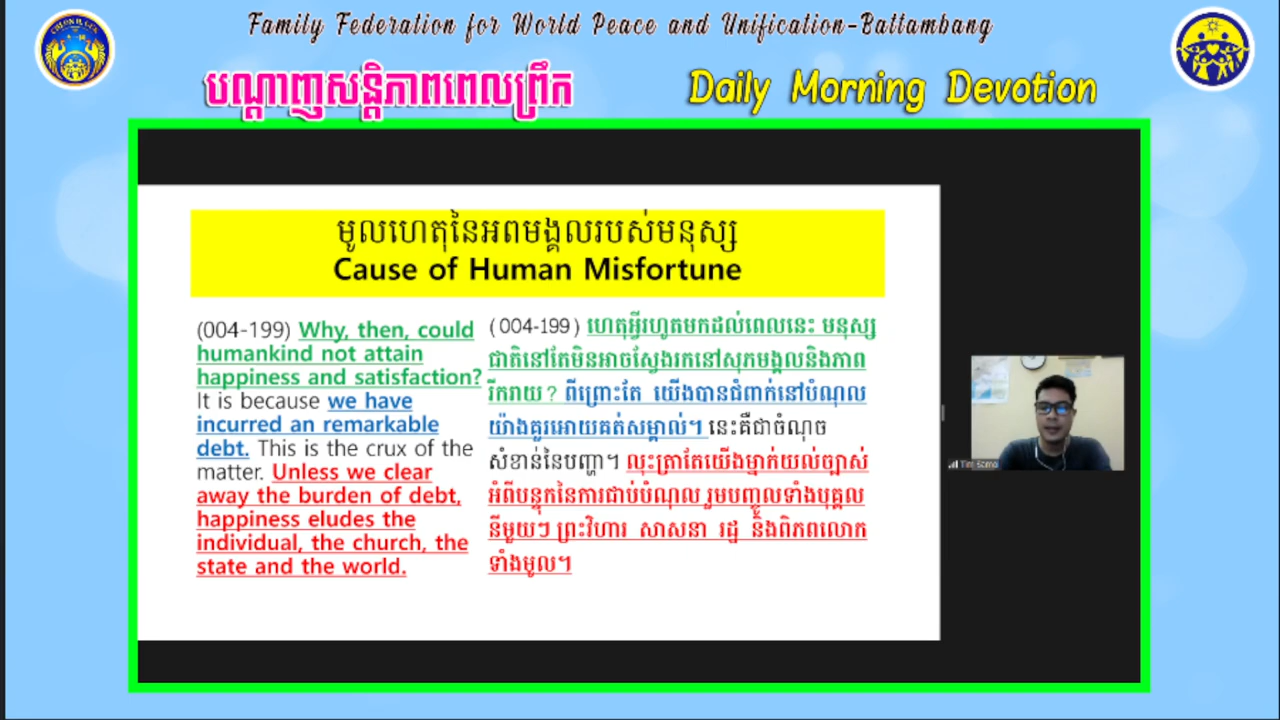 Family Federation for World Peace and Unification-Battambang
បណ្តាញសន្តិភាពពេលព្រឹក
Daily Morning Devotion
មូលហេតុនៃអពមង្គលរបស់មនុស្ស
Cause of Human Misfortune
(004-199) Why, then, could
humankind not attain
happiness and satisfaction?
It is because we have
incurred an remarkable
debt. This is the crux of the
matter. Unless we clear
away the burden of debt,
happiness eludes the
individual, the church, the
state and the world.
(004-199) ហេតុអ្វីរហូតមកដល់ពេលនេះ មនុស្ស
ជាតិនៅតែមិនអាចស្វែងរកនៅសុភមង្គលនិងភាព
រីករាយ? ពីព្រោះតែ យើងបានជំពាក់នៅបំណុល
យ៉ាងគួរអោយគត់សម្គាល់។ នេះគឺជាចំណុច
សំខាន់នៃបញ្ហា។ លុះត្រាតែយើងម្នាក់យល់ច្បាស់
អំពីបន្ទុកនៃការជាប់បំណុល រួមបញ្ចូលទាំងបុគ្គល
នីមួយៗ ព្រះវិហារ សាសនា រដ្ឋ និងពិភពលោក
ទាំងមូល។